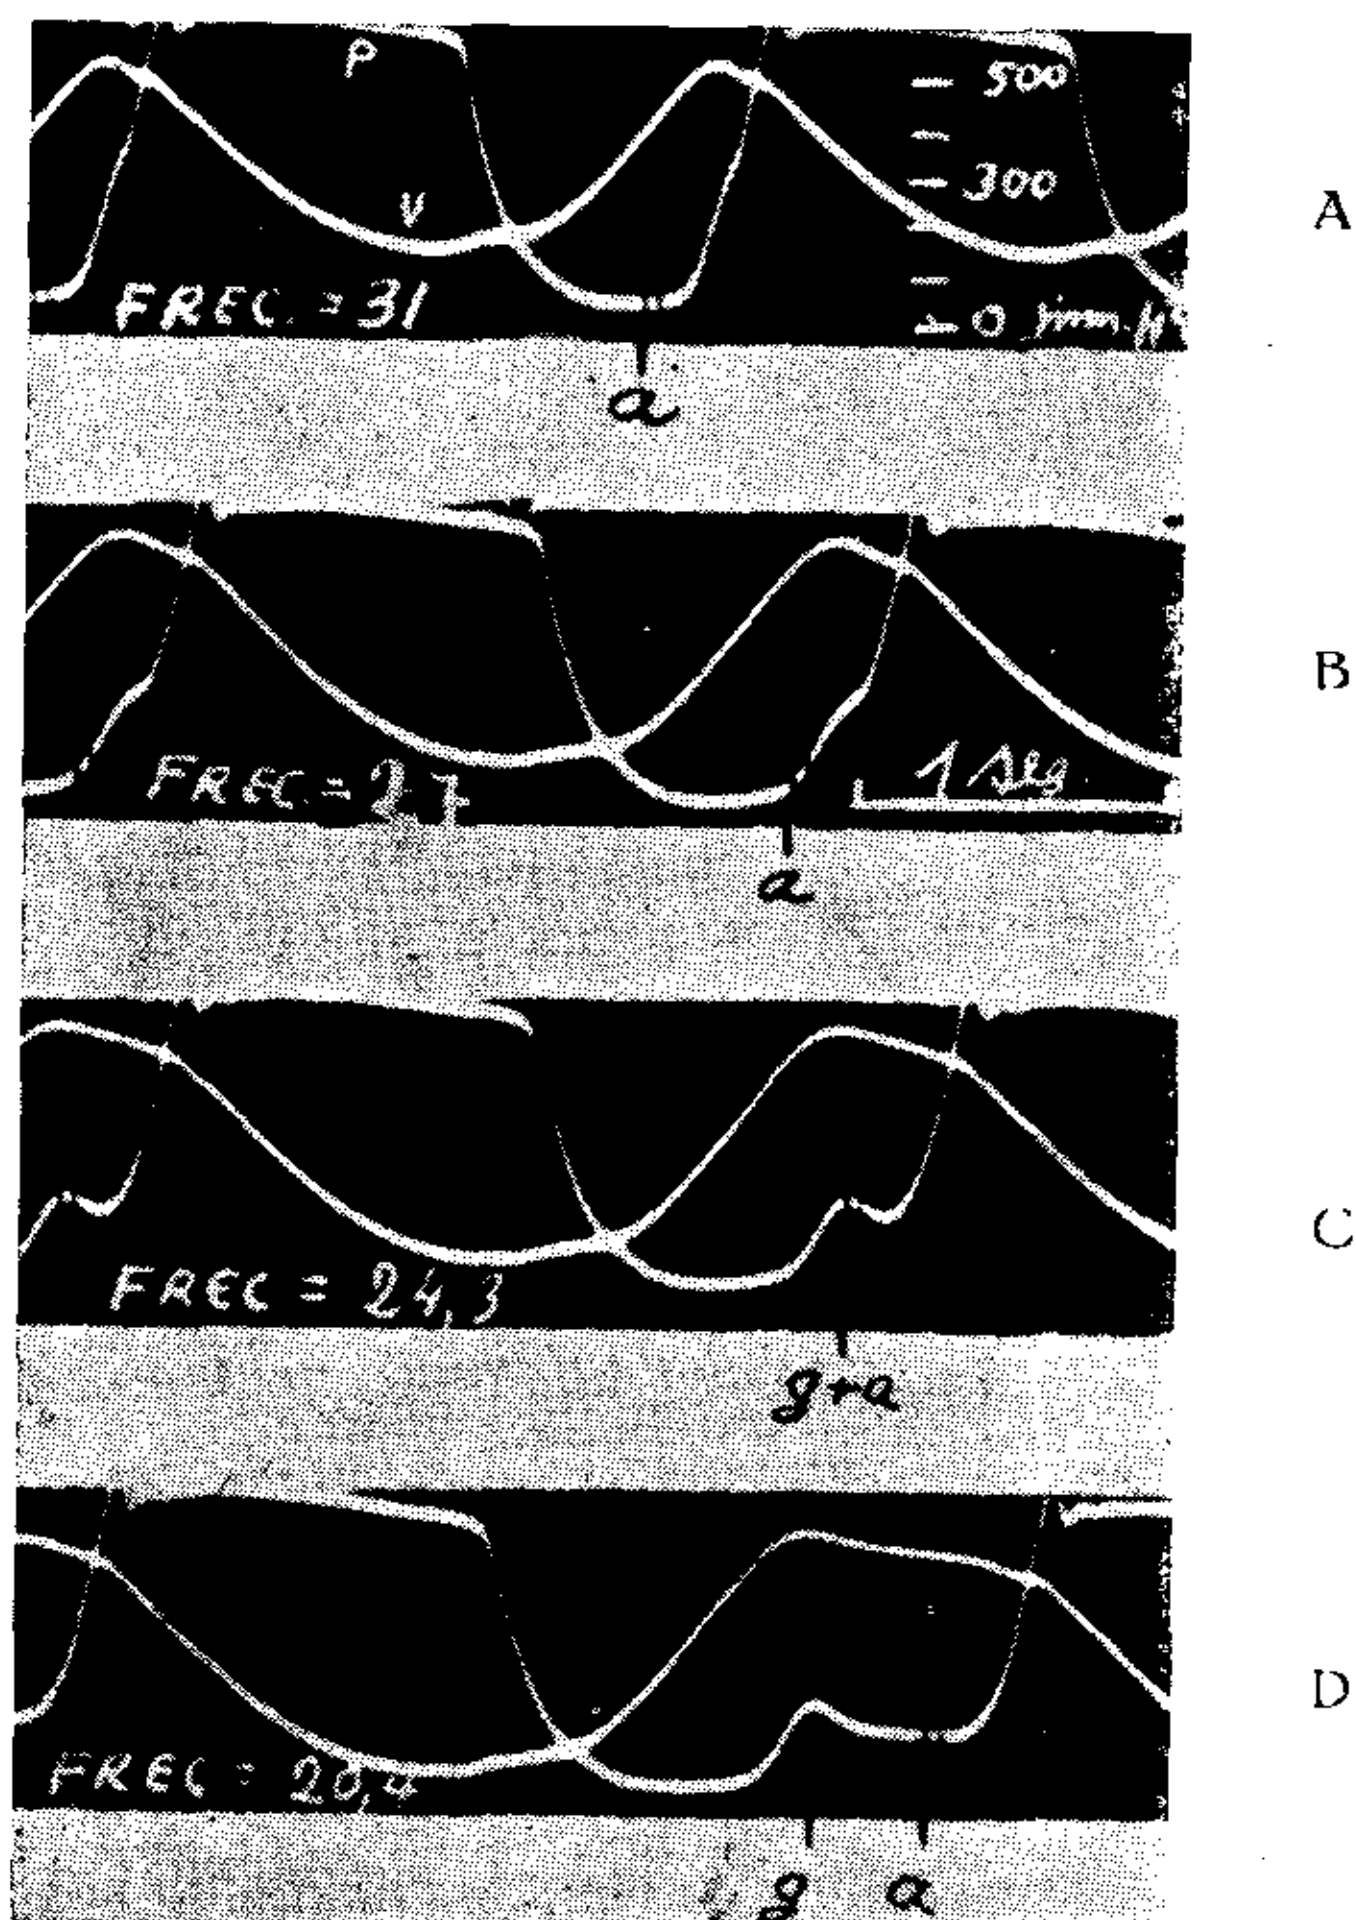 P
500
300
V
A
FREC. = 31
0 mm. Hg
a
B
1 seg.
FREC. = 27
a
C
FREC = 24,3
g+a
D
FREC = 20,4
g a